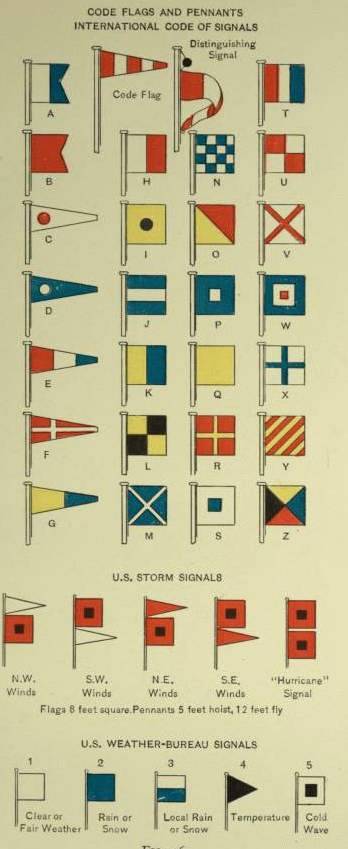 CODE FLAGS AND PENNANTS
INTERNATIONAL CODE OF SIGNALS
Distinguishing
Signal
Code Flag
A
T
B
H
N
U
C
I
O
V
D
J
P
W
E
K
Q
X
F
L
R
Y
G
M
S
Z
U.S. STORM SIGNALS
N.W.
Winds
S.W.
Winds
N.E.
Winds
S.E.
Winds
"Hurricane"
Signal
Flags 8 feet square. Pennants 5 feet hoist, 12 feet fly
U.S. WEATHER-BUREAU SIGNALS
1
2
3
4
5
Clear or
Fair Weather
Rain or
Snow
Local Rain
or Snow
Temperature
Cold
Wave